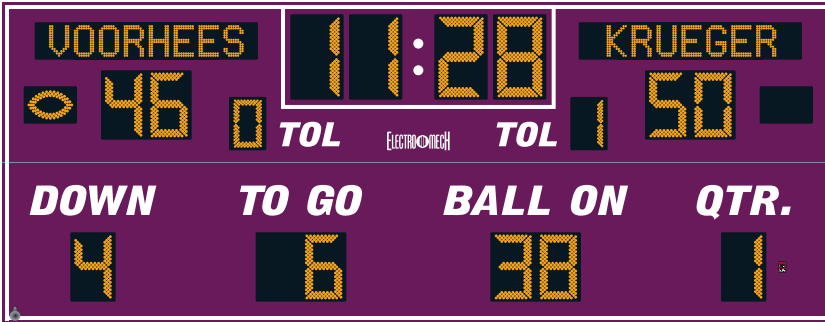 VOORHEES 11:28 KRUEGER
46 50
0 TOL ELECTRO-MECH TOL 1
DOWN TO GO BALL ON QTR.
4 6 38 1